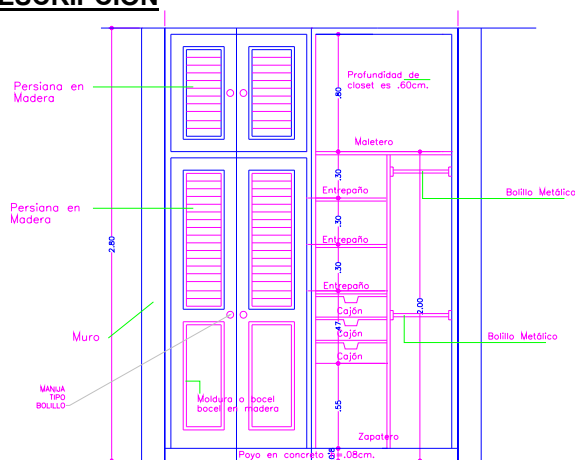 ESCRIPCION
Persiana en
Madera
Profundidad de
closet es .60cm.
.80
Maletero
.30
Entrepaño
Bolillo Metálico
Persiana en
Madera
.30
Entrepaño
2.80
.30
Entrepaño
Cajón
2.00
.47
Cajón
Muro
Bolillo Metálico
Cajón
MANIJA
TIPO
BOLILLO
Moldura o bocel
bocel en madera
.55
Zapatero
Poyo en concreto
.08cm.